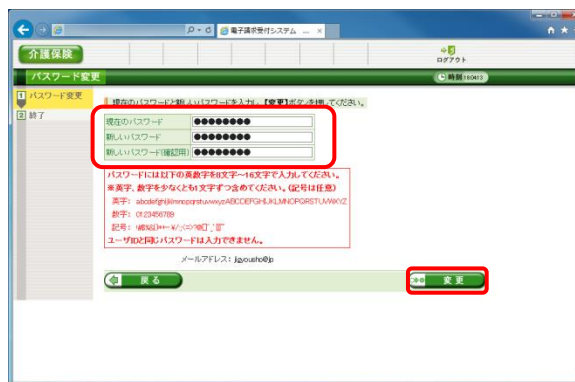 電子請求受付システム ...
介護保険
ログアウト
パスワード変更
時刻
1 パスワード変更
2 終了
現在のパスワードと新しいパスワードを入力し、【変更】ボタンを押してください。
現在のパスワード ●●●●●●●●
新しいパスワード ●●●●●●●●
新しいパスワード(確認用) ●●●●●●●●
パスワードには以下の英数字を8文字～16文字で入力してください。
※英字、数字を少なくとも1文字ずつ含めてください。(記号は任意)
英字: abcdefghijklmnopqrstuvwxyzABCDEFGHIJKLMNOPQRSTUVWXYZ
数字: 0123456789
記号:
ユーザIDと同じパスワードは入力できません。
メールアドレス:
戻る
変更